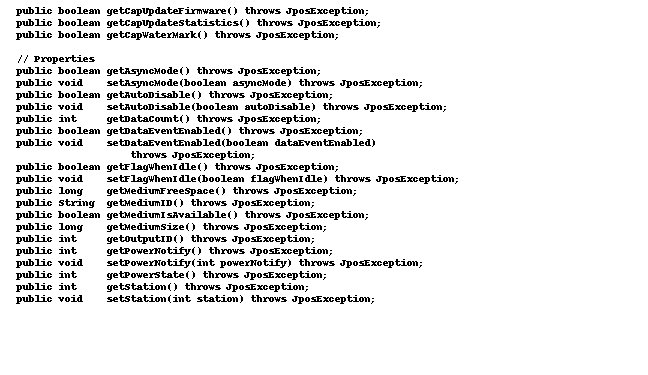 public boolean getCapUpdateFirmware() throws JposException;
public boolean getCapUpdateStatistics() throws JposException;
public boolean getCapWaterMark() throws JposException;
// Properties
public boolean getAsyncMode() throws JposException;
public void    setAsyncMode(boolean asyncMode) throws JposException;
public boolean getAutoDisable() throws JposException;
public void    setAutoDisable(boolean autoDisable) throws JposException;
public int     getDataCount() throws JposException;
public boolean getDataEventEnabled() throws JposException;
public void    setDataEventEnabled(boolean dataEventEnabled)
                   throws JposException;
public boolean getFlagWhenIdle() throws JposException;
public void    setFlagWhenIdle(boolean flagWhenIdle) throws JposException;
public long    getMediumFreeSpace() throws JposException;
public String  getMediumID() throws JposException;
public boolean getMediumIsAvailable() throws JposException;
public long    getMediumSize() throws JposException;
public int     getOutputID() throws JposException;
public int     getPowerNotify() throws JposException;
public void    setPowerNotify(int powerNotify) throws JposException;
public int     getPowerState() throws JposException;
public int     getStation() throws JposException;
public void    setStation(int station) throws JposException;